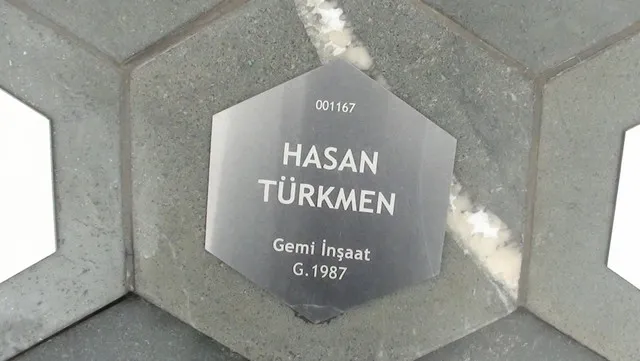 001167
HASAN
TÜRKMEN
Gemi İnşaat
G.1987